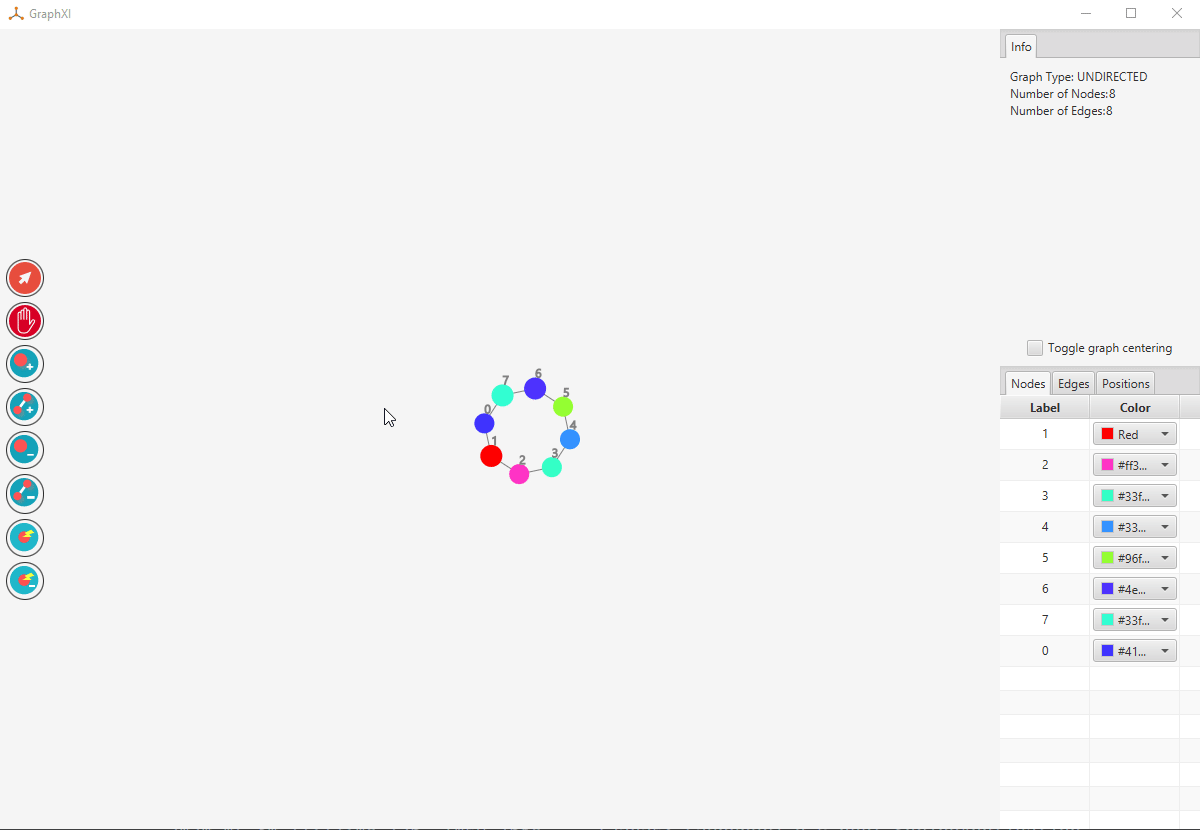 GraphXI
Info
Graph Type: UNDIRECTED
Number of Nodes:8
Number of Edges:8
Toggle graph centering
Nodes Edges Positions
Label Color
1 Red
2 #ff3...
3 #33f...
4 #33...
5 #96f...
6 #4e...
7 #33f...
0 #41...
6
7
5
0
4
1
3
2